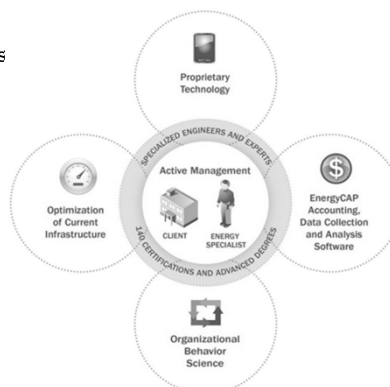 s
Proprietary
Technology
SPECIALIZED ENGINEERS AND EXPERTS
Active Management
CLIENT
ENERGY
SPECIALIST
140 CERTIFICATIONS AND ADVANCED DEGREES
Optimization
of Current
Infrastructure
EnergyCAP
Accounting,
Data Collection
and Analysis
Software
Organizational
Behavior
Science